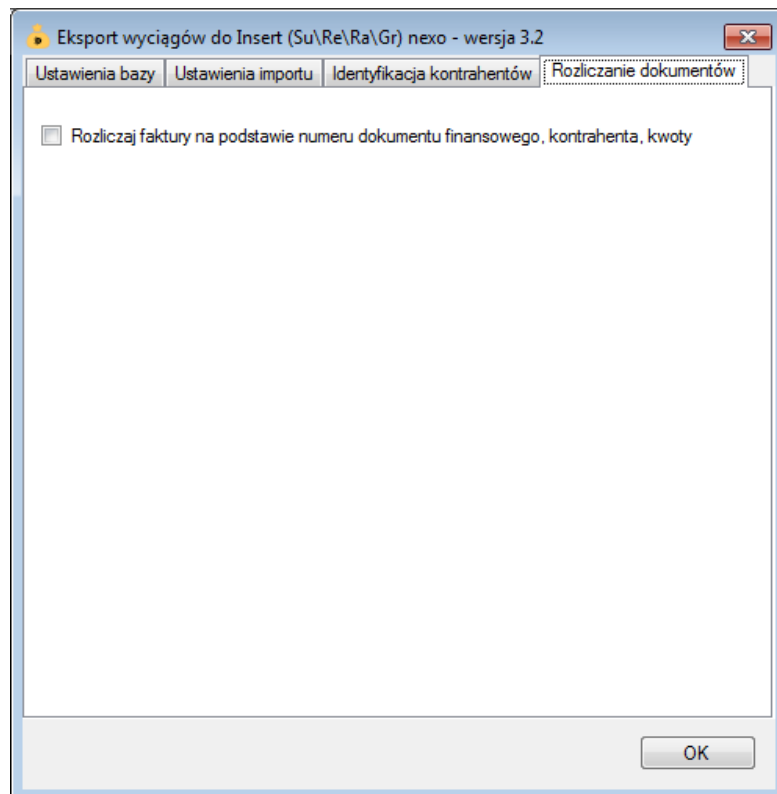 Eksport wyciągów do Insert (Su\Re\Ra\Gr) nexo - wersja 3.2
Ustawienia bazy Ustawienia importu Identyfikacja kontrahentów Rozliczanie dokumentów
Rozliczaj faktury na podstawie numeru dokumentu finansowego, kontrahenta, kwoty
OK